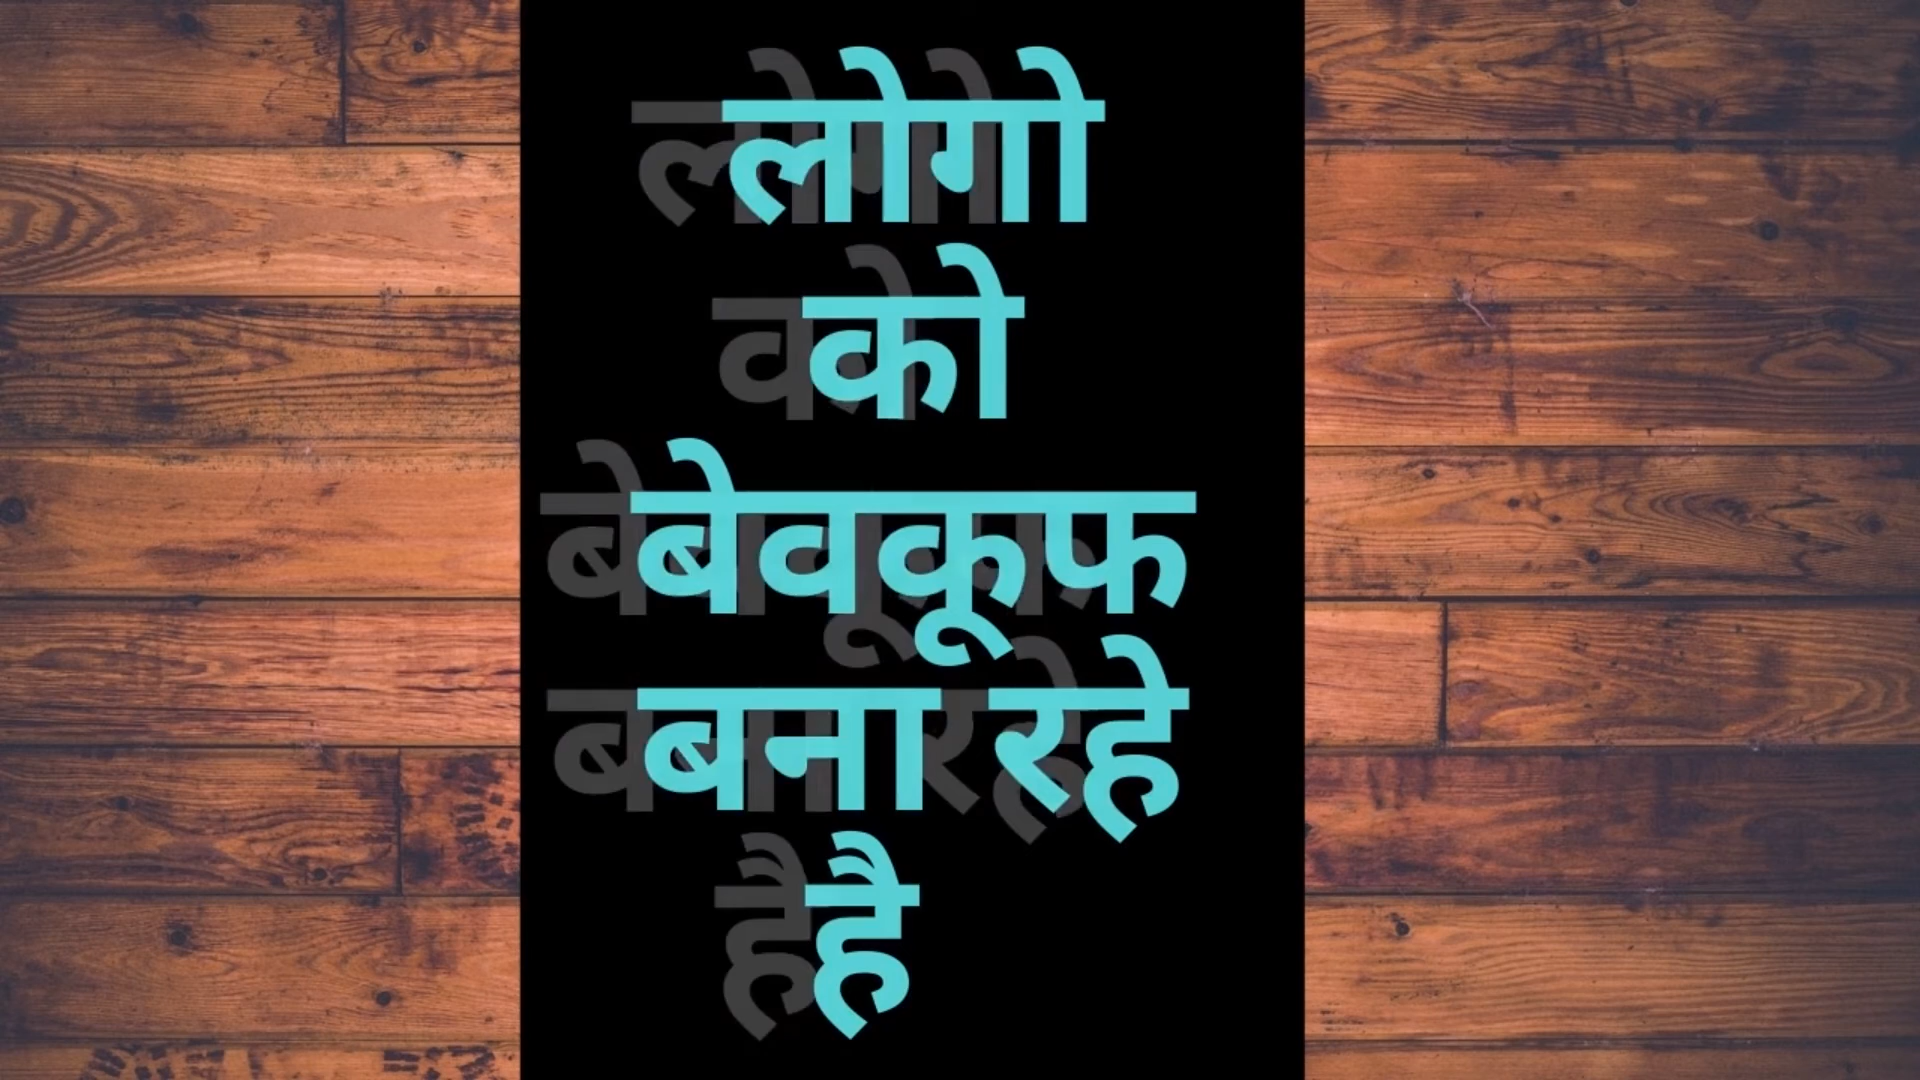 लोगो
को
बेवकूफ
बना रहे
है